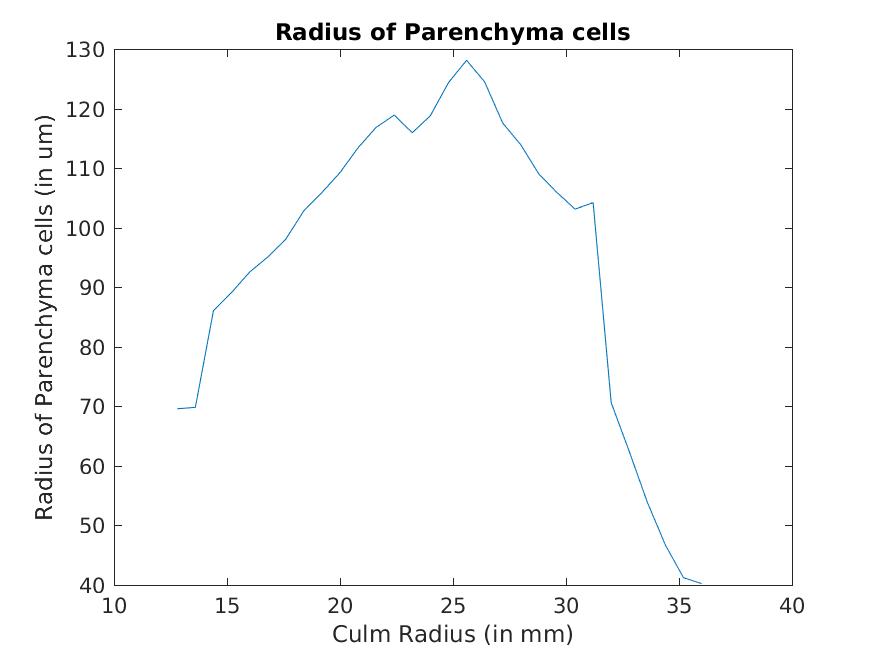 Radius of Parenchyma cells
130
120
110
100
90
80
70
60
50
40
Radius of Parenchyma cells (in um)
10 15 20 25 30 35 40
Culm Radius (in mm)